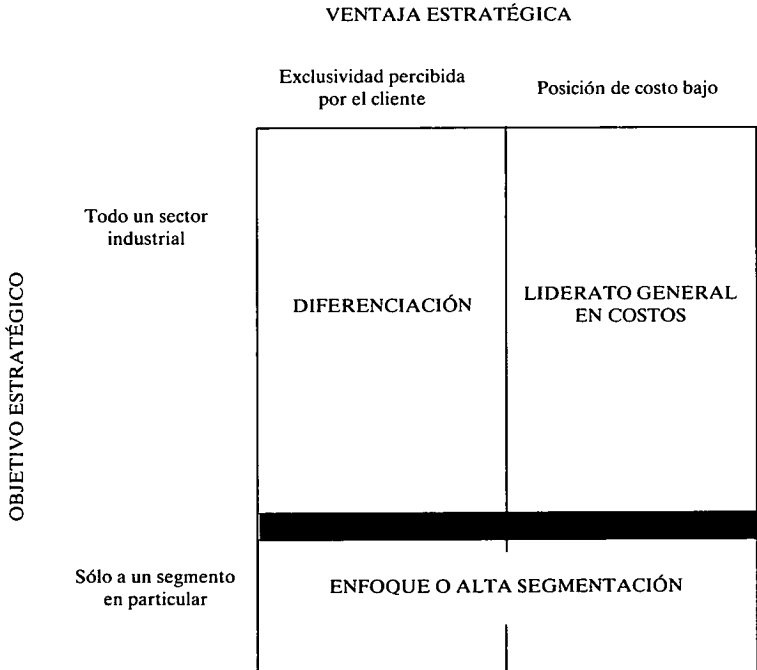 VENTAJA ESTRATÉGICA
Exclusividad percibida
por el cliente
Posición de costo bajo
Todo un sector
industrial
OBJETIVO ESTRATÉGICO
DIFERENCIACIÓN
LIDERATO GENERAL
EN COSTOS
Sólo a un segmento
en particular
ENFOQUE O ALTA SEGMENTACIÓN